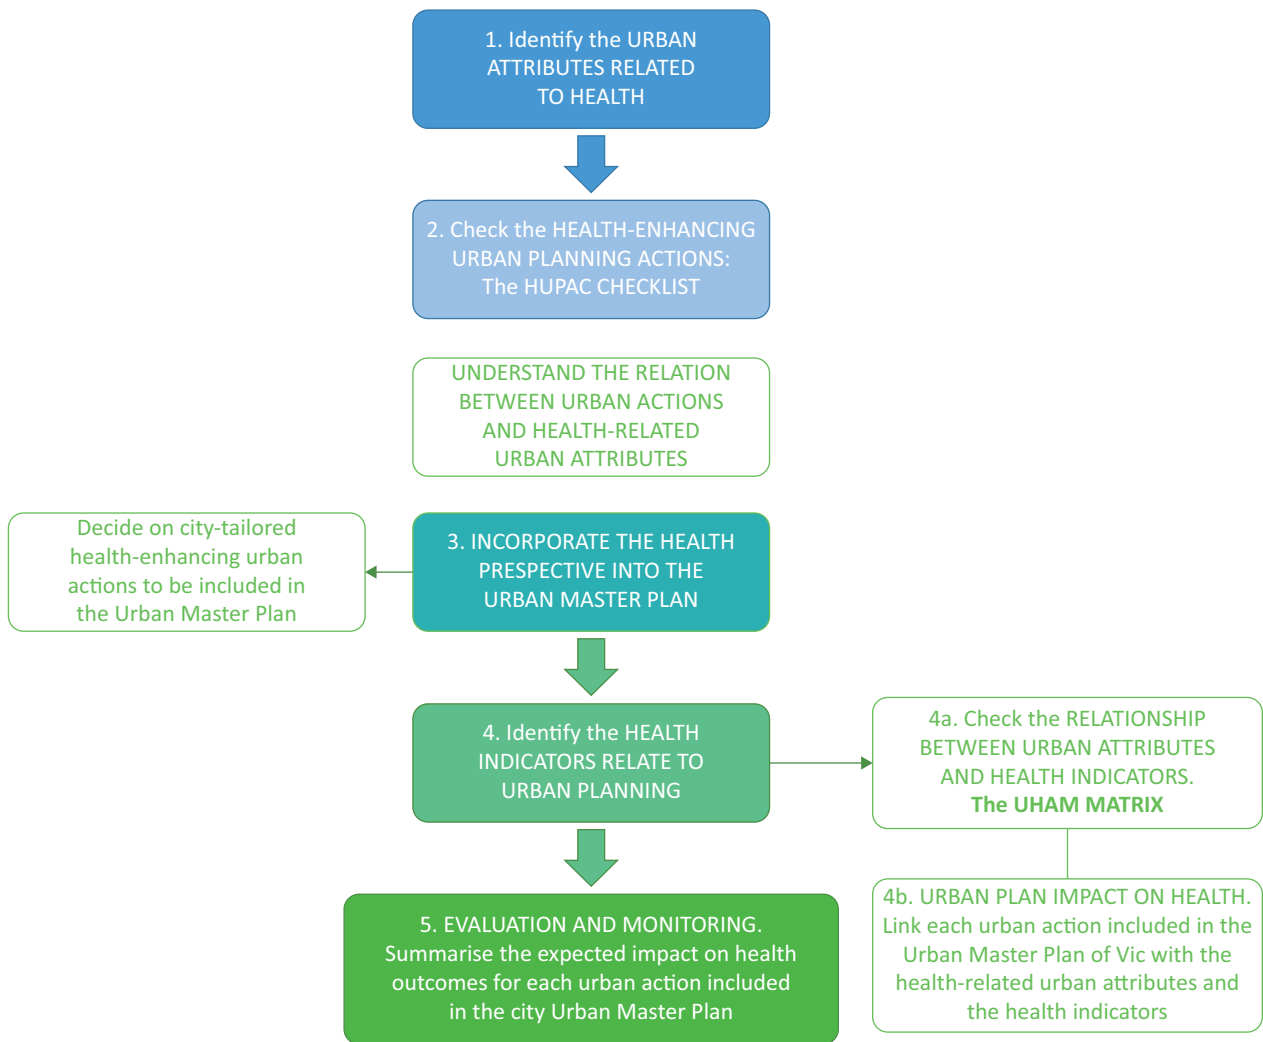 1. Identify the URBAN
ATTRIBUTES RELATED
TO HEALTH
2. Check the HEALTH-ENHANCING
URBAN PLANNING ACTIONS:
The HUPAC CHECKLIST
UNDERSTAND THE RELATION
BETWEEN URBAN ACTIONS
AND HEALTH-RELATED
URBAN ATTRIBUTES
Decide on city-tailored
health-enhancing urban
actions to be included in
the Urban Master Plan
3. INCORPORATE THE HEALTH
PRESPECTIVE INTO THE
URBAN MASTER PLAN
4. Identify the HEALTH
INDICATORS RELATE TO
URBAN PLANNING
4a. Check the RELATIONSHIP
BETWEEN URBAN ATTRIBUTES
AND HEALTH INDICATORS.
The UHAM MATRIX
4b. URBAN PLAN IMPACT ON HEALTH.
Link each urban action included in the
Urban Master Plan of Vic with the
health-related urban attributes and
the health indicators
5. EVALUATION AND MONITORING.
Summarise the expected impact on health
outcomes for each urban action included
in the city Urban Master Plan